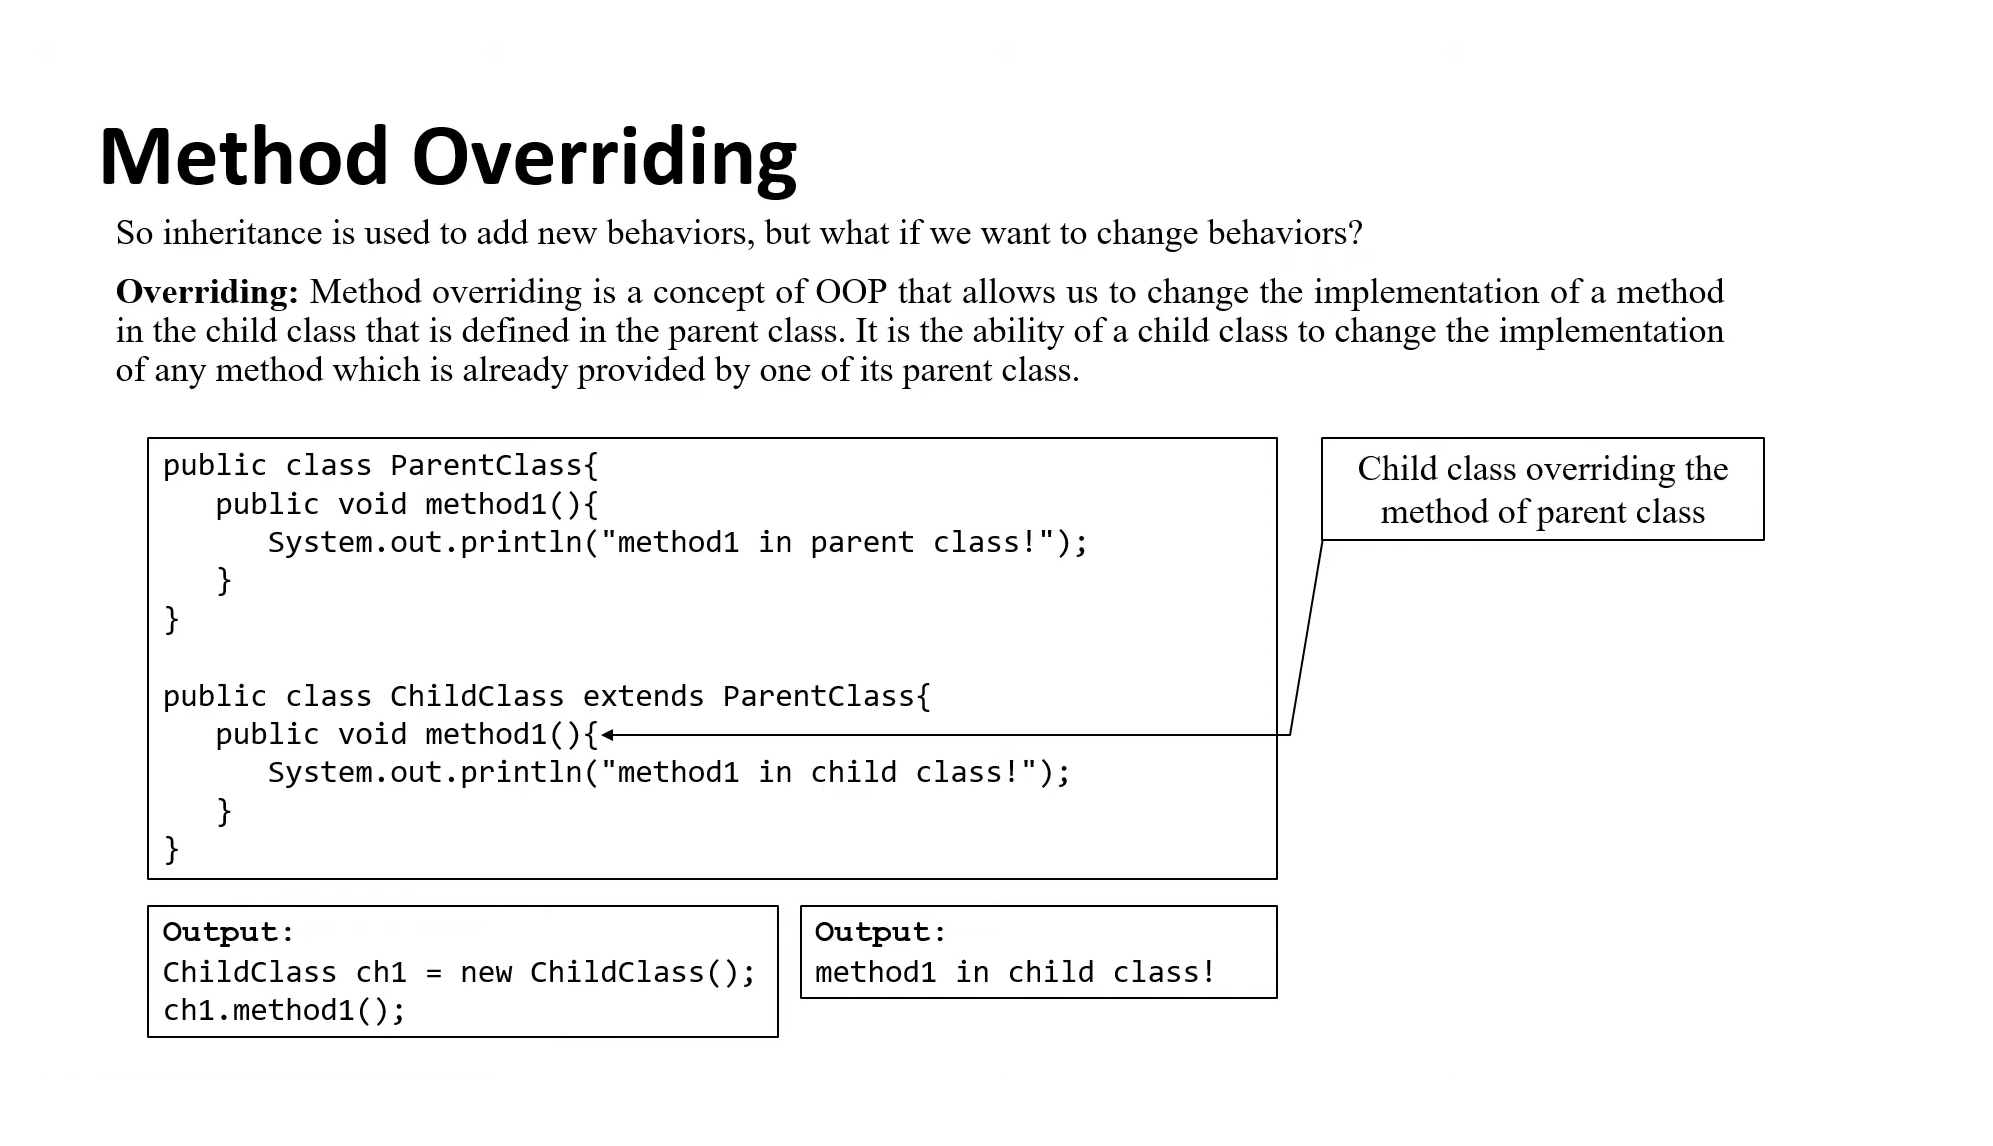 Method Overriding
So inheritance is used to add new behaviors, but what if we want to change behaviors?
Overriding: Method overriding is a concept of OOP that allows us to change the implementation of a method
in the child class that is defined in the parent class. It is the ability of a child class to change the implementation
of any method which is already provided by one of its parent class.
public class ParentClass{
   public void method1(){
      System.out.println("method1 in parent class!");
   }
}

public class ChildClass extends ParentClass{
   public void method1(){
      System.out.println("method1 in child class!");
   }
}
Child class overriding the
method of parent class
Output:
ChildClass ch1 = new ChildClass();
ch1.method1();
Output:
method1 in child class!